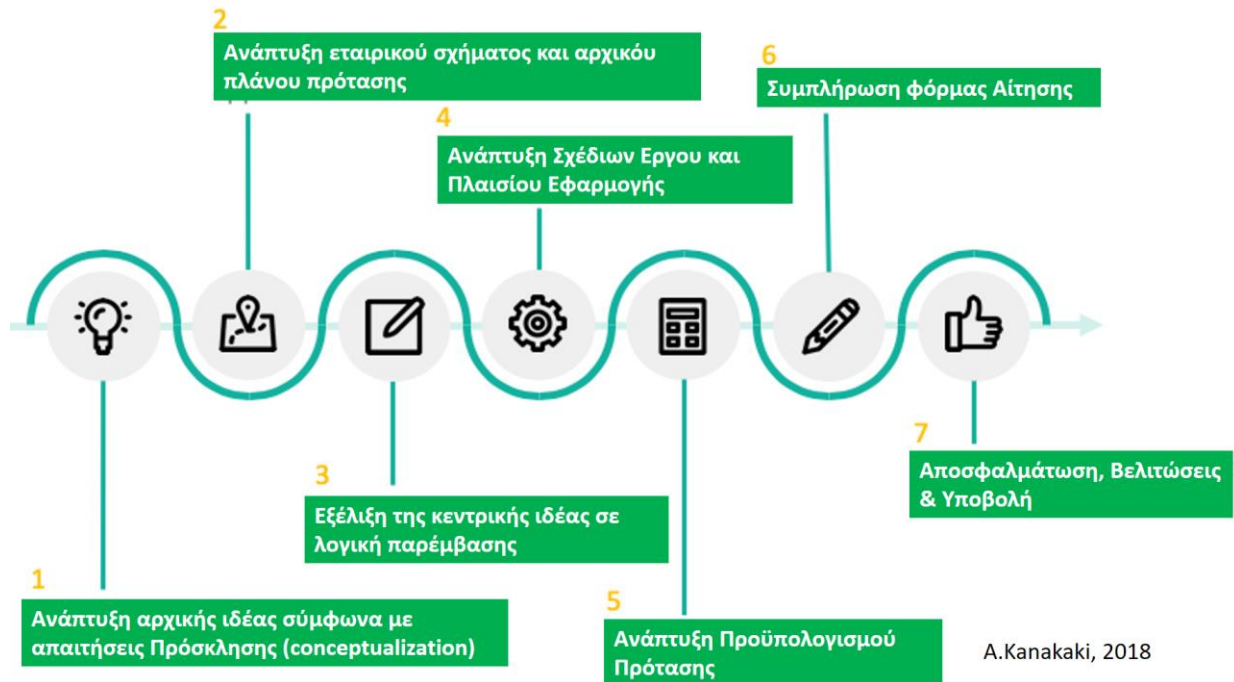 1
Ανάπτυξη αρχικής ιδέας σύμφωνα με
απαιτήσεις Πρόσκλησης (conceptualization)
2
Ανάπτυξη εταιρικού σχήματος και αρχικόυ
πλάνου πρότασης
3
Εξέλιξη της κεντρικής ιδέας σε
λογική παρέμβασης
4
Ανάπτυξη Σχέδιων Εργου και
Πλαισίου Εφαρμογής
5
Ανάπτυξη Προϋπολογισμού
Πρότασης
6
Συμπλήρωση φόρμας Αίτησης
7
Αποσφαλμάτωση, Βελιτώσεις
& Υποβολή
A.Kanakaki, 2018